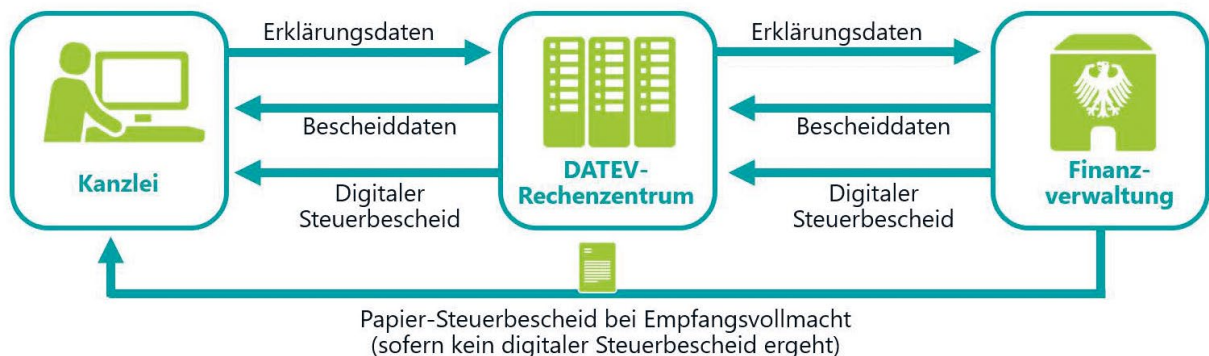 Erklärungsdaten
Erklärungsdaten
Bescheiddaten
Bescheiddaten
Kanzlei
DATEV-
Rechenzentrum
Finanz-
verwaltung
Digitaler
Steuerbescheid
Digitaler
Steuerbescheid
Papier-Steuerbescheid bei Empfangsvollmacht
(sofern kein digitaler Steuerbescheid ergeht)